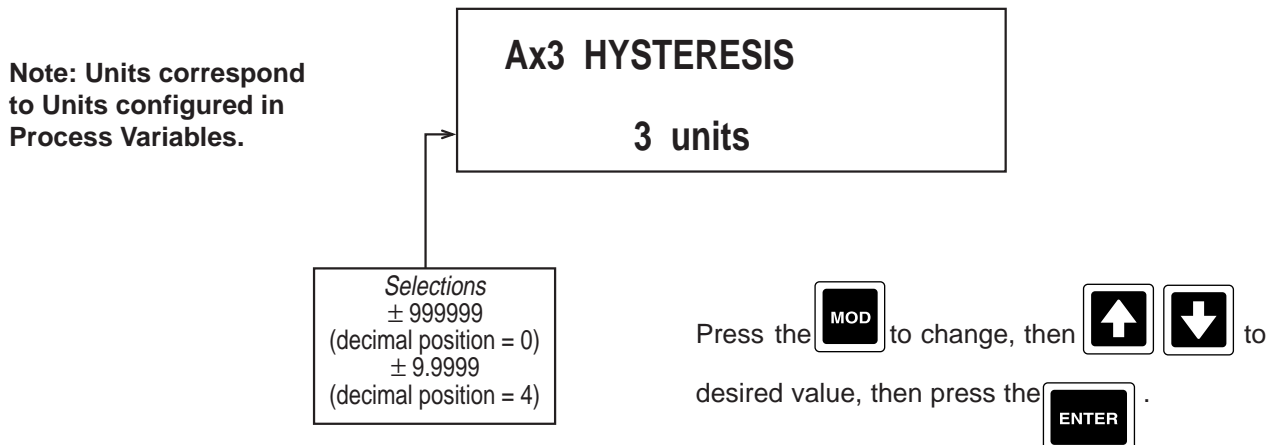 Note: Units correspond
to Units configured in
Process Variables.
Ax3 HYSTERESIS
3 units
Selections
± 999999
(decimal position = 0)
± 9.9999
(decimal position = 4)
Press the MOD to change, then to
desired value, then press the ENTER .